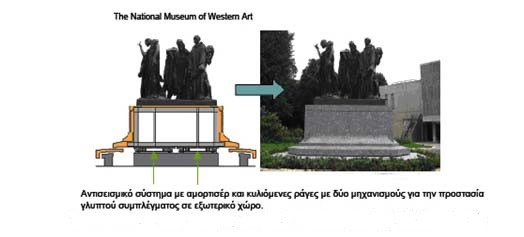 The National Museum of Western Art
Αντισεισμικό σύστημα με αμορτισέρ και κυλιόμενες ράγες με δύο μηχανισμούς για την προστασία
γλυπτού συμπλέγματος σε εξωτερικό χώρο.